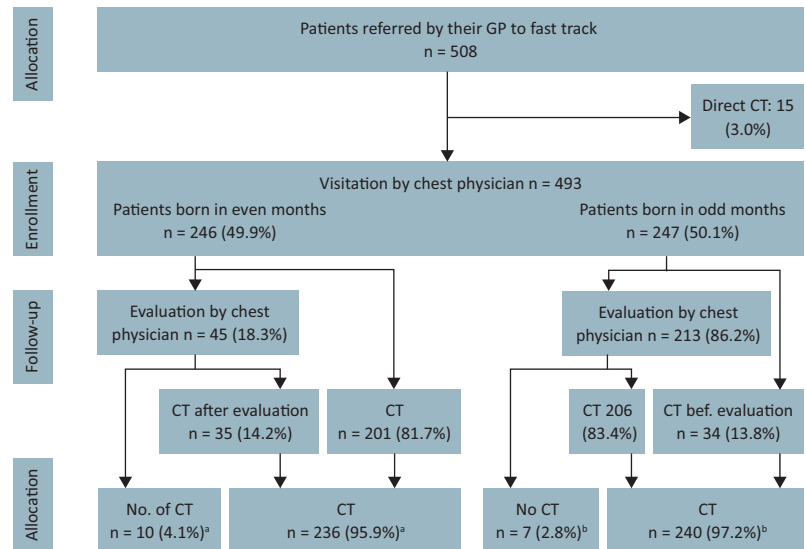 Allocation
Patients referred by their GP to fast track
n = 508
Direct CT: 15
(3.0%)
Enrollment
Visitation by chest physician n = 493
Patients born in even months
n = 246 (49.9%)
Patients born in odd months
n = 247 (50.1%)
Follow-up
Evaluation by chest
physician n = 45 (18.3%)
Evaluation by chest
physician n = 213 (86.2%)
CT after evaluation
n = 35 (14.2%)
CT
n = 201 (81.7%)
CT 206
(83.4%)
CT bef. evaluation
n = 34 (13.8%)
Allocation
No. of CT
n = 10 (4.1%)ᵃ
CT
n = 236 (95.9%)ᵃ
No CT
n = 7 (2.8%)ᵇ
CT
n = 240 (97.2%)ᵇ